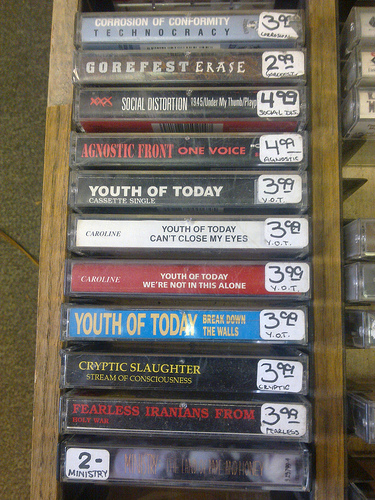 CORROSION OF CONFORMITY
TECHNOCRACY
3.99
CORROSION
GOREFEST ERASE
2.99
GOREFEST
XXX SOCIAL DISTORTION 1945/Under My Thumb/Playp
4.99
SOCIAL DIS.
AGNOSTIC FRONT ONE VOICE
4.99
AGNOSTIC
YOUTH OF TODAY
CASSETTE SINGLE
3.99
Y.O.T.
CAROLINE
YOUTH OF TODAY
CAN'T CLOSE MY EYES
3.99
Y.O.T.
CAROLINE
YOUTH OF TODAY
WE'RE NOT IN THIS ALONE
3.99
Y.O.T.
YOUTH OF TODAY
BREAK DOWN
THE WALLS
3.99
Y.O.T.
CRYPTIC SLAUGHTER
STREAM OF CONSCIOUSNESS
3.99
CRYPTIC
FEARLESS IRANIANS FROM
HOLY WAR
3.99
FEARLESS
2-
MINISTRY